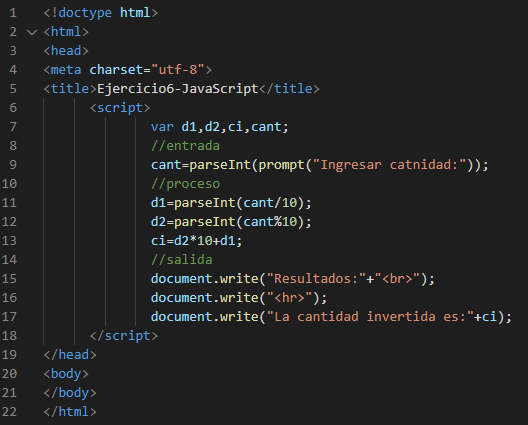 1 <!doctype html>
2 <html>
3 <head>
4 <meta charset="utf-8">
5 <title>Ejercicio6-JavaScript</title>
6 <script>
7 var d1,d2,ci,cant;
8 //entrada
9 cant=parseInt(prompt("Ingresar catnidad:"));
10 //proceso
11 d1=parseInt(cant/10);
12 d2=parseInt(cant%10);
13 ci=d2*10+d1;
14 //salida
15 document.write("Resultados:"+"<br>");
16 document.write("<hr>");
17 document.write("La cantidad invertida es:"+ci);
18 </script>
19 </head>
20 <body>
21 </body>
22 </html>